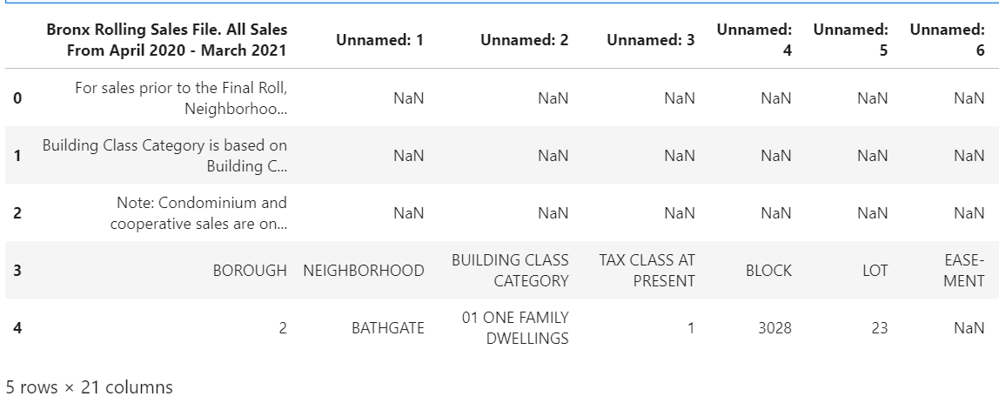 Bronx Rolling Sales File. All Sales From April 2020 - March 2021 Unnamed: 1 Unnamed: 2 Unnamed: 3 Unnamed: 4 Unnamed: 5 Unnamed: 6
0 For sales prior to the Final Roll, Neighborhoo... NaN NaN NaN NaN NaN NaN
1 Building Class Category is based on Building C... NaN NaN NaN NaN NaN NaN
2 Note: Condominium and cooperative sales are on... NaN NaN NaN NaN NaN NaN
3 BOROUGH NEIGHBORHOOD BUILDING CLASS CATEGORY TAX CLASS AT PRESENT BLOCK LOT EASE-MENT
4 2 BATHGATE 01 ONE FAMILY DWELLINGS 1 3028 23 NaN
5 rows × 21 columns